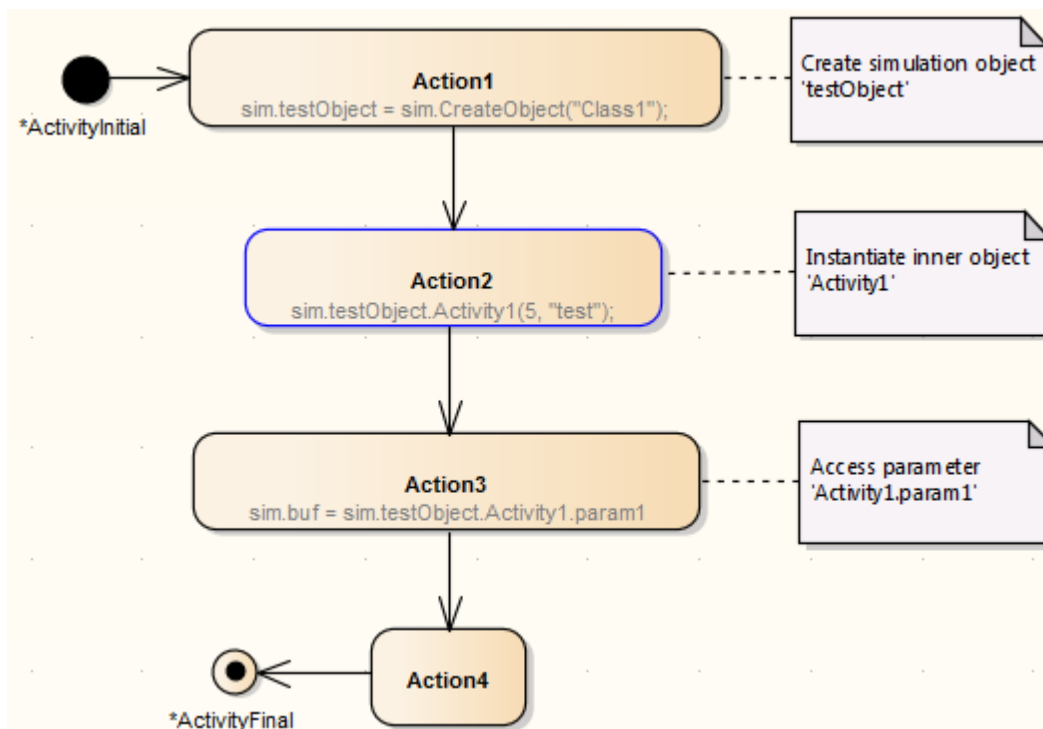 Action1
sim.testObject = sim.CreateObject("Class1");
Create simulation object
'testObject'
*ActivityInitial
Action2
sim.testObject.Activity1(5, "test");
Instantiate inner object
'Activity1'
Action3
sim.buf = sim.testObject.Activity1.param1
Access parameter
'Activity1.param1'
Action4
*ActivityFinal